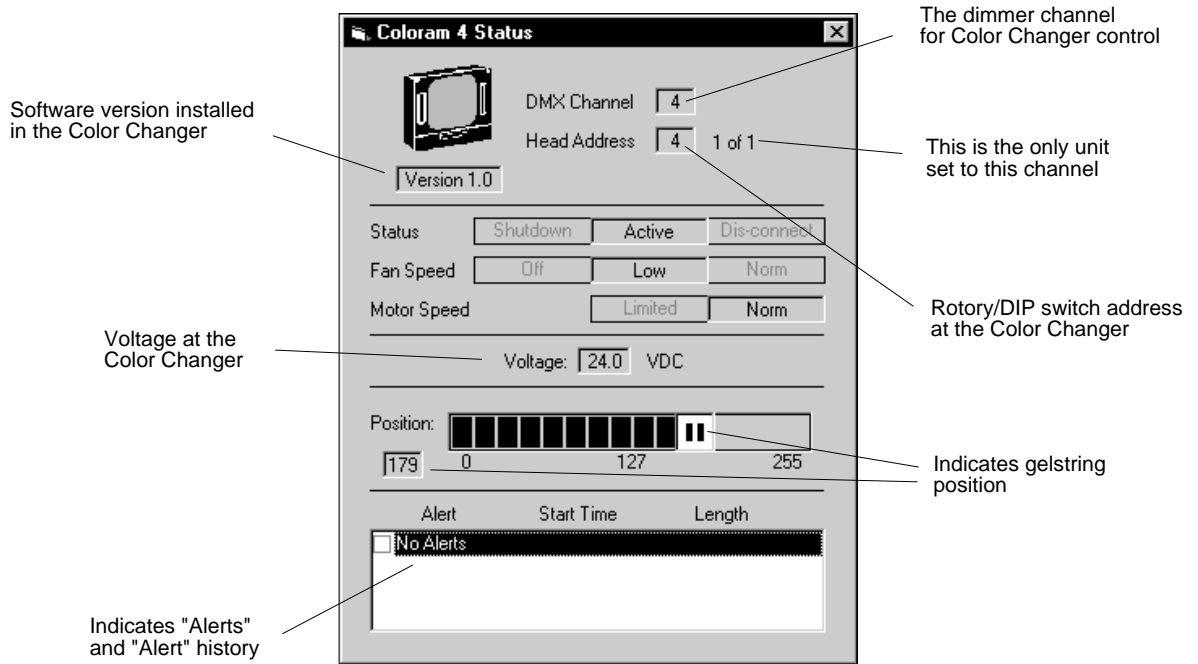 The dimmer channel
for Color Changer control
Coloram 4 Status
DMX Channel 4
Software version installed
in the Color Changer
Head Address 4 1 of 1
This is the only unit
set to this channel
Version 1.0
Status Shutdown Active Dis-connect
Fan Speed Off Low Norm
Motor Speed Limited Norm
Rotory/DIP switch address
at the Color Changer
Voltage at the
Color Changer
Voltage: 24.0 VDC
Position:
179 0 127 255
Indicates gelstring
position
Alert Start Time Length
No Alerts
Indicates "Alerts"
and "Alert" history